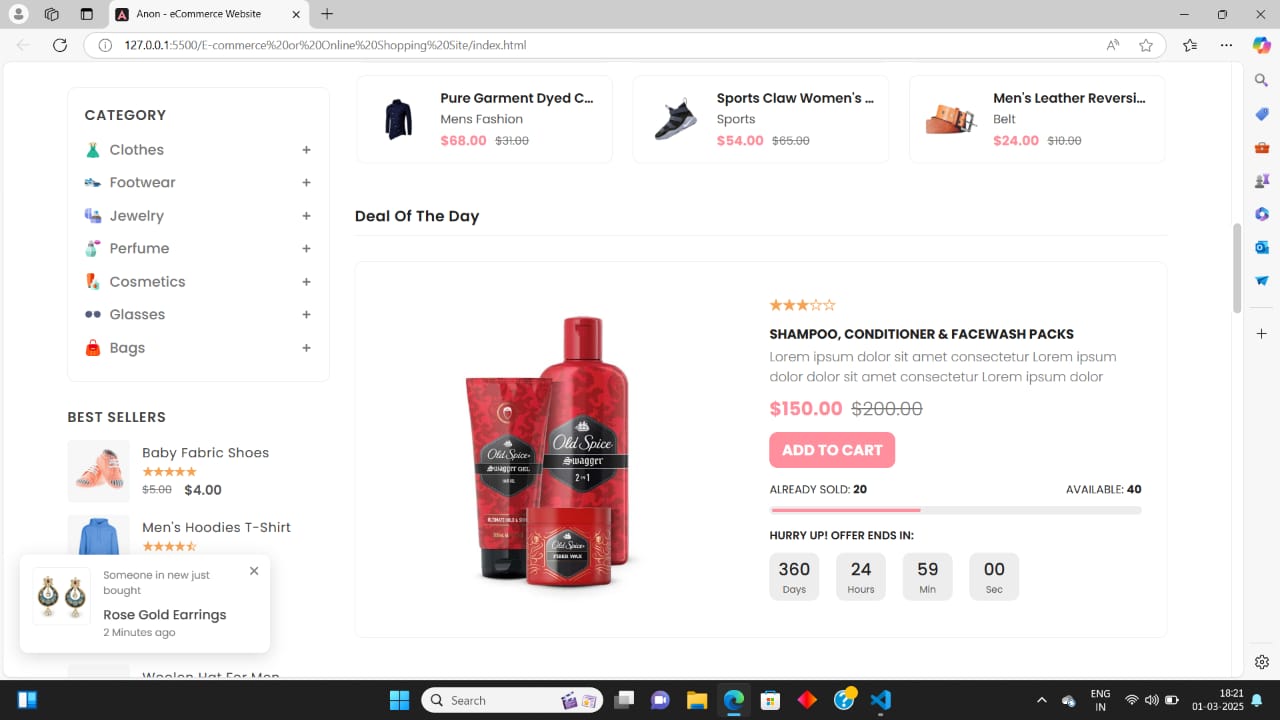 Anon - eCommerce Website
127.0.0.1:5500/E-commerce%20or%20Online%20Shopping%20Site/index.html
CATEGORY
Clothes +
Footwear +
Jewelry +
Perfume +
Cosmetics +
Glasses +
Bags +
BEST SELLERS
Baby Fabric Shoes
$5.00 $4.00
Men's Hoodies T-Shirt
Someone in new just
bought
Rose Gold Earrings
2 Minutes ago
Woolen Hat For Men
Pure Garment Dyed C...
Mens Fashion
$68.00 $31.00
Sports Claw Women's ...
Sports
$54.00 $65.00
Men's Leather Reversi...
Belt
$24.00 $10.00
Deal Of The Day
Old Spice
Swagger GEL
HAIR GEL
Old Spice
Swagger
2 IN 1
Old Spice
FIBER WAX
SHAMPOO, CONDITIONER & FACEWASH PACKS
Lorem ipsum dolor sit amet consectetur Lorem ipsum
dolor dolor sit amet consectetur Lorem ipsum dolor
$150.00 $200.00
ADD TO CART
ALREADY SOLD: 20 AVAILABLE: 40
HURRY UP! OFFER ENDS IN:
360 24 59 00
Days Hours Min Sec
Search
ENG
IN
18:21
01-03-2025